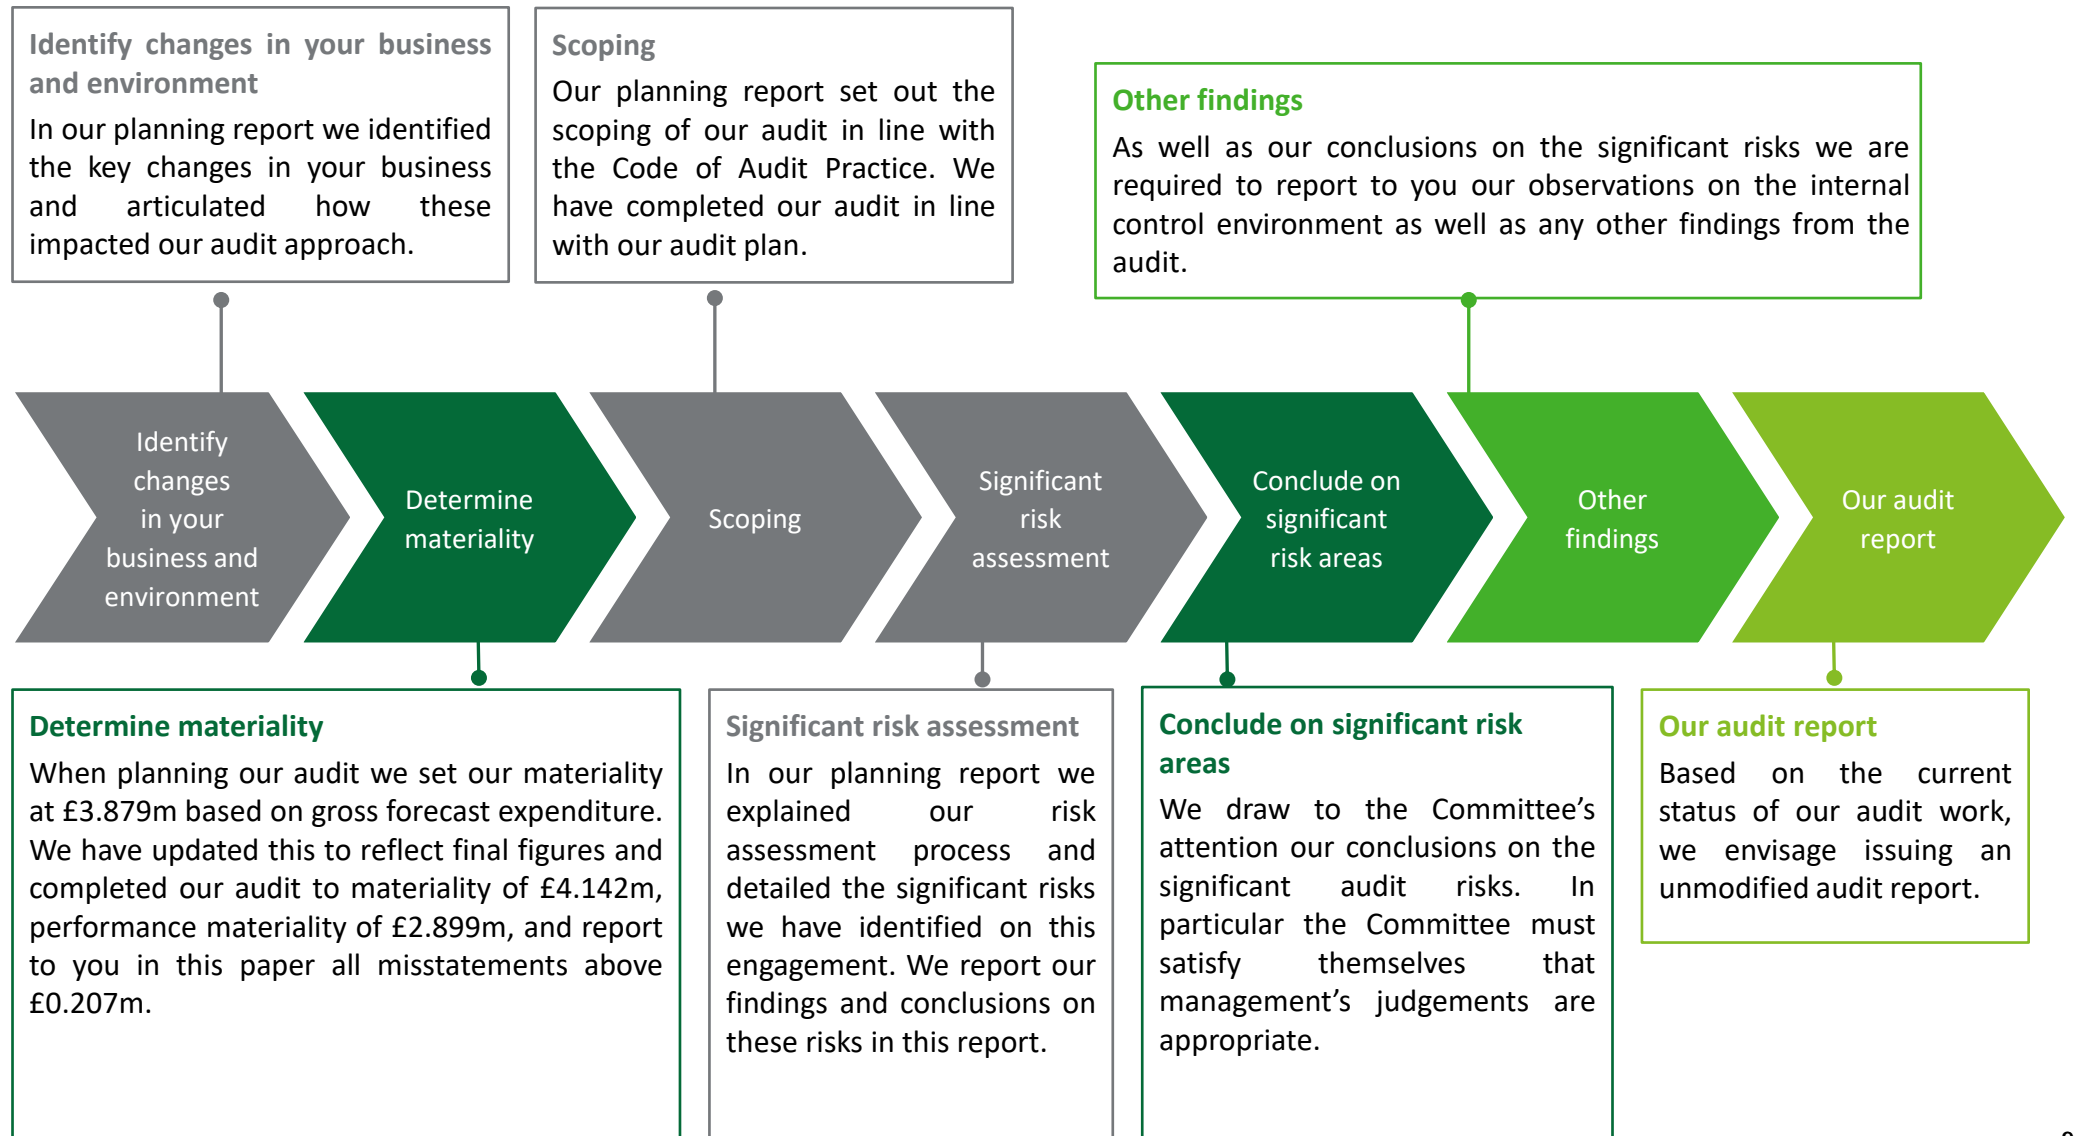 Identify changes in your business
and environment
In our planning report we identified
the key changes in your business
and articulated how these
impacted our audit approach.
Scoping
Our planning report set out the
scoping of our audit in line with
the Code of Audit Practice. We
have completed our audit in line
with our audit plan.
Other findings
As well as our conclusions on the significant risks we are
required to report to you our observations on the internal
control environment as well as any other findings from the
audit.
Identify
changes
in your
business and
environment
Determine
materiality
Scoping
Significant
risk
assessment
Conclude on
significant
risk areas
Other
findings
Our audit
report
Determine materiality
When planning our audit we set our materiality
at £3.879m based on gross forecast expenditure.
We have updated this to reflect final figures and
completed our audit to materiality of £4.142m,
performance materiality of £2.899m, and report
to you in this paper all misstatements above
£0.207m.
Significant risk assessment
In our planning report we
explained our risk
assessment process and
detailed the significant risks
we have identified on this
engagement. We report our
findings and conclusions on
these risks in this report.
Conclude on significant risk
areas
We draw to the Committee’s
attention our conclusions on the
significant audit risks. In
particular the Committee must
satisfy themselves that
management’s judgements are
appropriate.
Our audit report
Based on the current
status of our audit work,
we envisage issuing an
unmodified audit report.